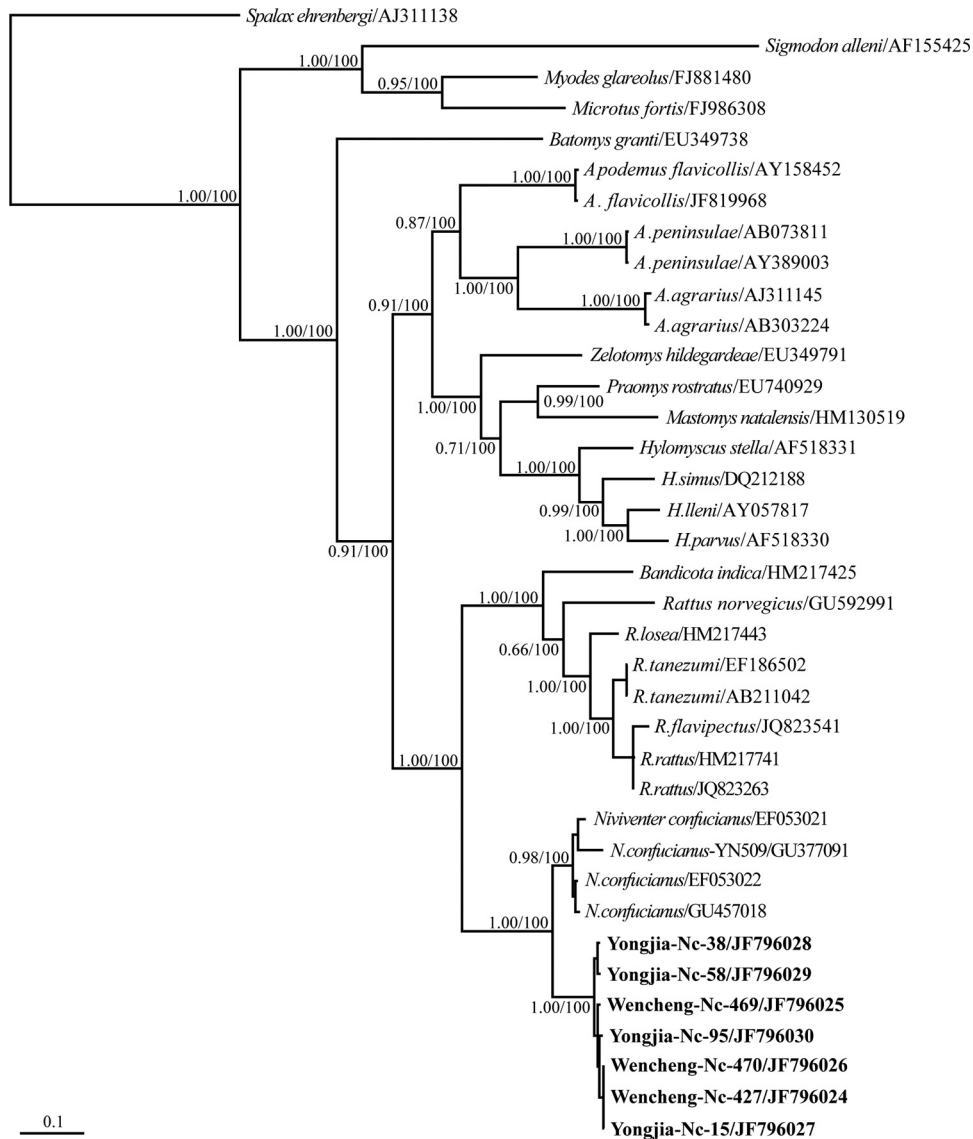 Spalax ehrenbergi/AJ311138
Sigmodon alleni/AF155425
1.00/100
Myodes glareolus/FJ881480
0.95/100
Microtus fortis/FJ986308
Batomys granti/EU349738
Apodemus flavicollis/AY158452
1.00/100
1.00/100
A. flavicollis/JF819968
0.87/100
A.peninsulae/AB073811
1.00/100
A.peninsulae/AY389003
1.00/100
A.agrarius/AJ311145
0.91/100
1.00/100
A.agrarius/AB303224
1.00/100
Zelotomys hildegardeae/EU349791
Praomys rostratus/EU740929
0.99/100
1.00/100
Mastomys natalensis/HM130519
0.71/100
Hylomyscus stella/AF518331
1.00/100
H.simus/DQ212188
H.lleni/AY057817
0.99/100
1.00/100
H.parvus/AF518330
0.91/100
Bandicota indica/HM217425
1.00/100
Rattus norvegicus/GU592991
R.losea/HM217443
0.66/100
R.tanezumi/EF186502
1.00/100
R.tanezumi/AB211042
R.flavipectus/JQ823541
1.00/100
R.rattus/HM217741
1.00/100
R.rattus/JQ823263
Niviventer confucianus/EF053021
N.confucianus-YN509/GU377091
0.98/100
N.confucianus/EF053022
N.confucianus/GU457018
1.00/100
Yongjia-Nc-38/JF796028
Yongjia-Nc-58/JF796029
Wencheng-Nc-469/JF796025
1.00/100
Yongjia-Nc-95/JF796030
Wencheng-Nc-470/JF796026
Wencheng-Nc-427/JF796024
0.1
Yongjia-Nc-15/JF796027